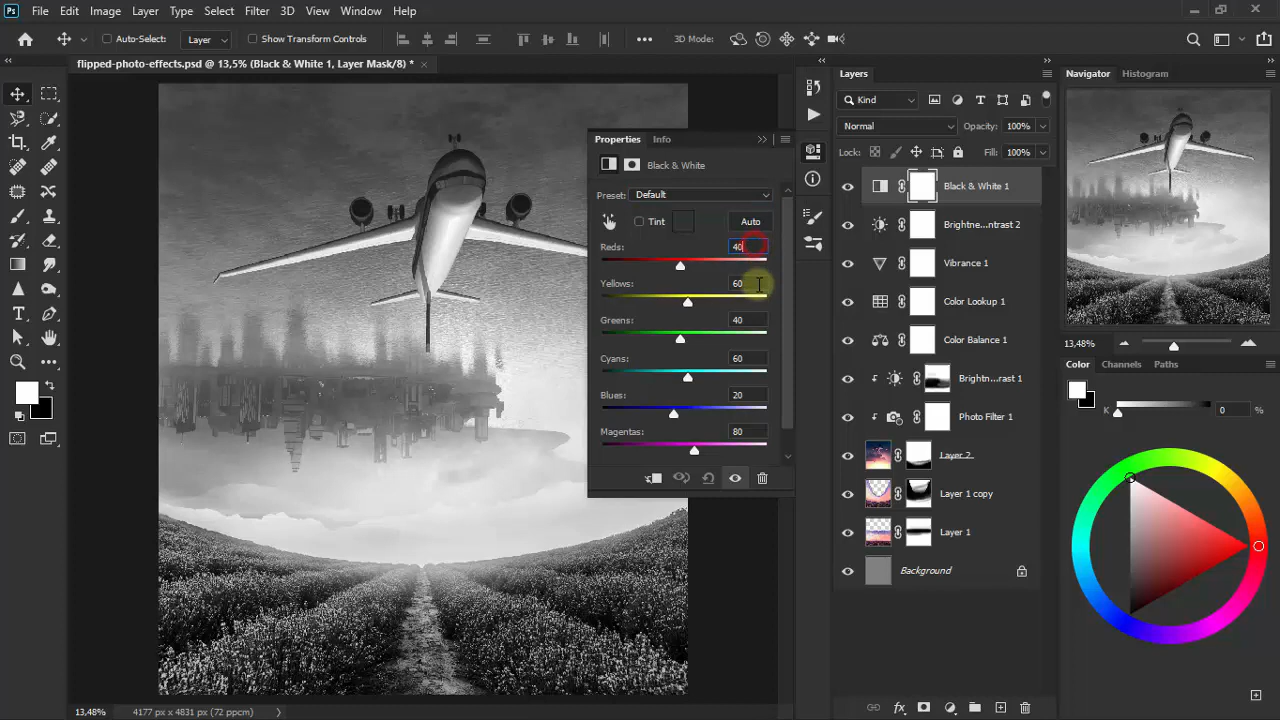 Ps File Edit Image Layer Type Select Filter 3D View Window Help
Auto-Select: Layer Show Transform Controls 3D Mode:
flipped-photo-effects.psd @ 13,5% (Black & White 1, Layer Mask/8) *
Properties Info
Black & White
Preset: Default
Tint Auto
Reds: 40
Yellows: 60
Greens: 40
Cyans: 60
Blues: 20
Magentas: 80
Layers
Kind
Normal Opacity: 100%
Lock: Fill: 100%
Black & White 1
Brightne...ntrast 2
Vibrance 1
Color Lookup 1
Color Balance 1
Brightn...rast 1
Photo Filter 1
Layer 2
Layer 1 copy
Layer 1
Background
Navigator Histogram
13,48%
Color Channels Paths
K 0 %
13,48% 4177 px x 4831 px (72 ppcm)